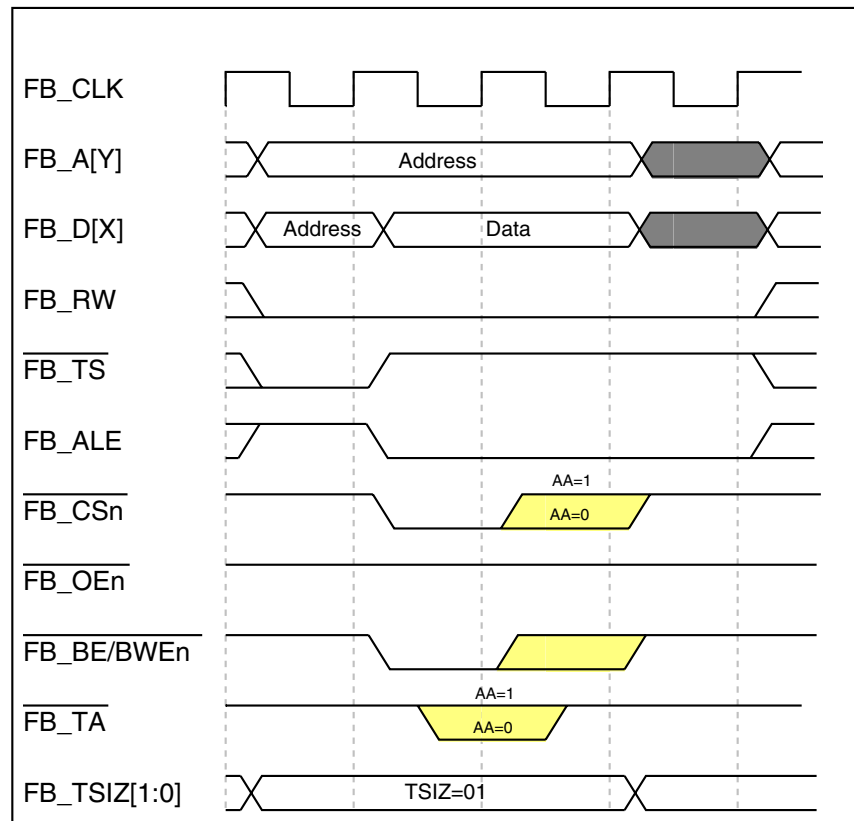 FB_CLK
FB_A[Y]
Address
FB_D[X]
Address
Data
FB_RW
FB_TS
FB_ALE
AA=1
FB_CSn
AA=0
FB_OEn
FB_BE/BWEn
AA=1
FB_TA
AA=0
FB_TSIZ[1:0]
TSIZ=01